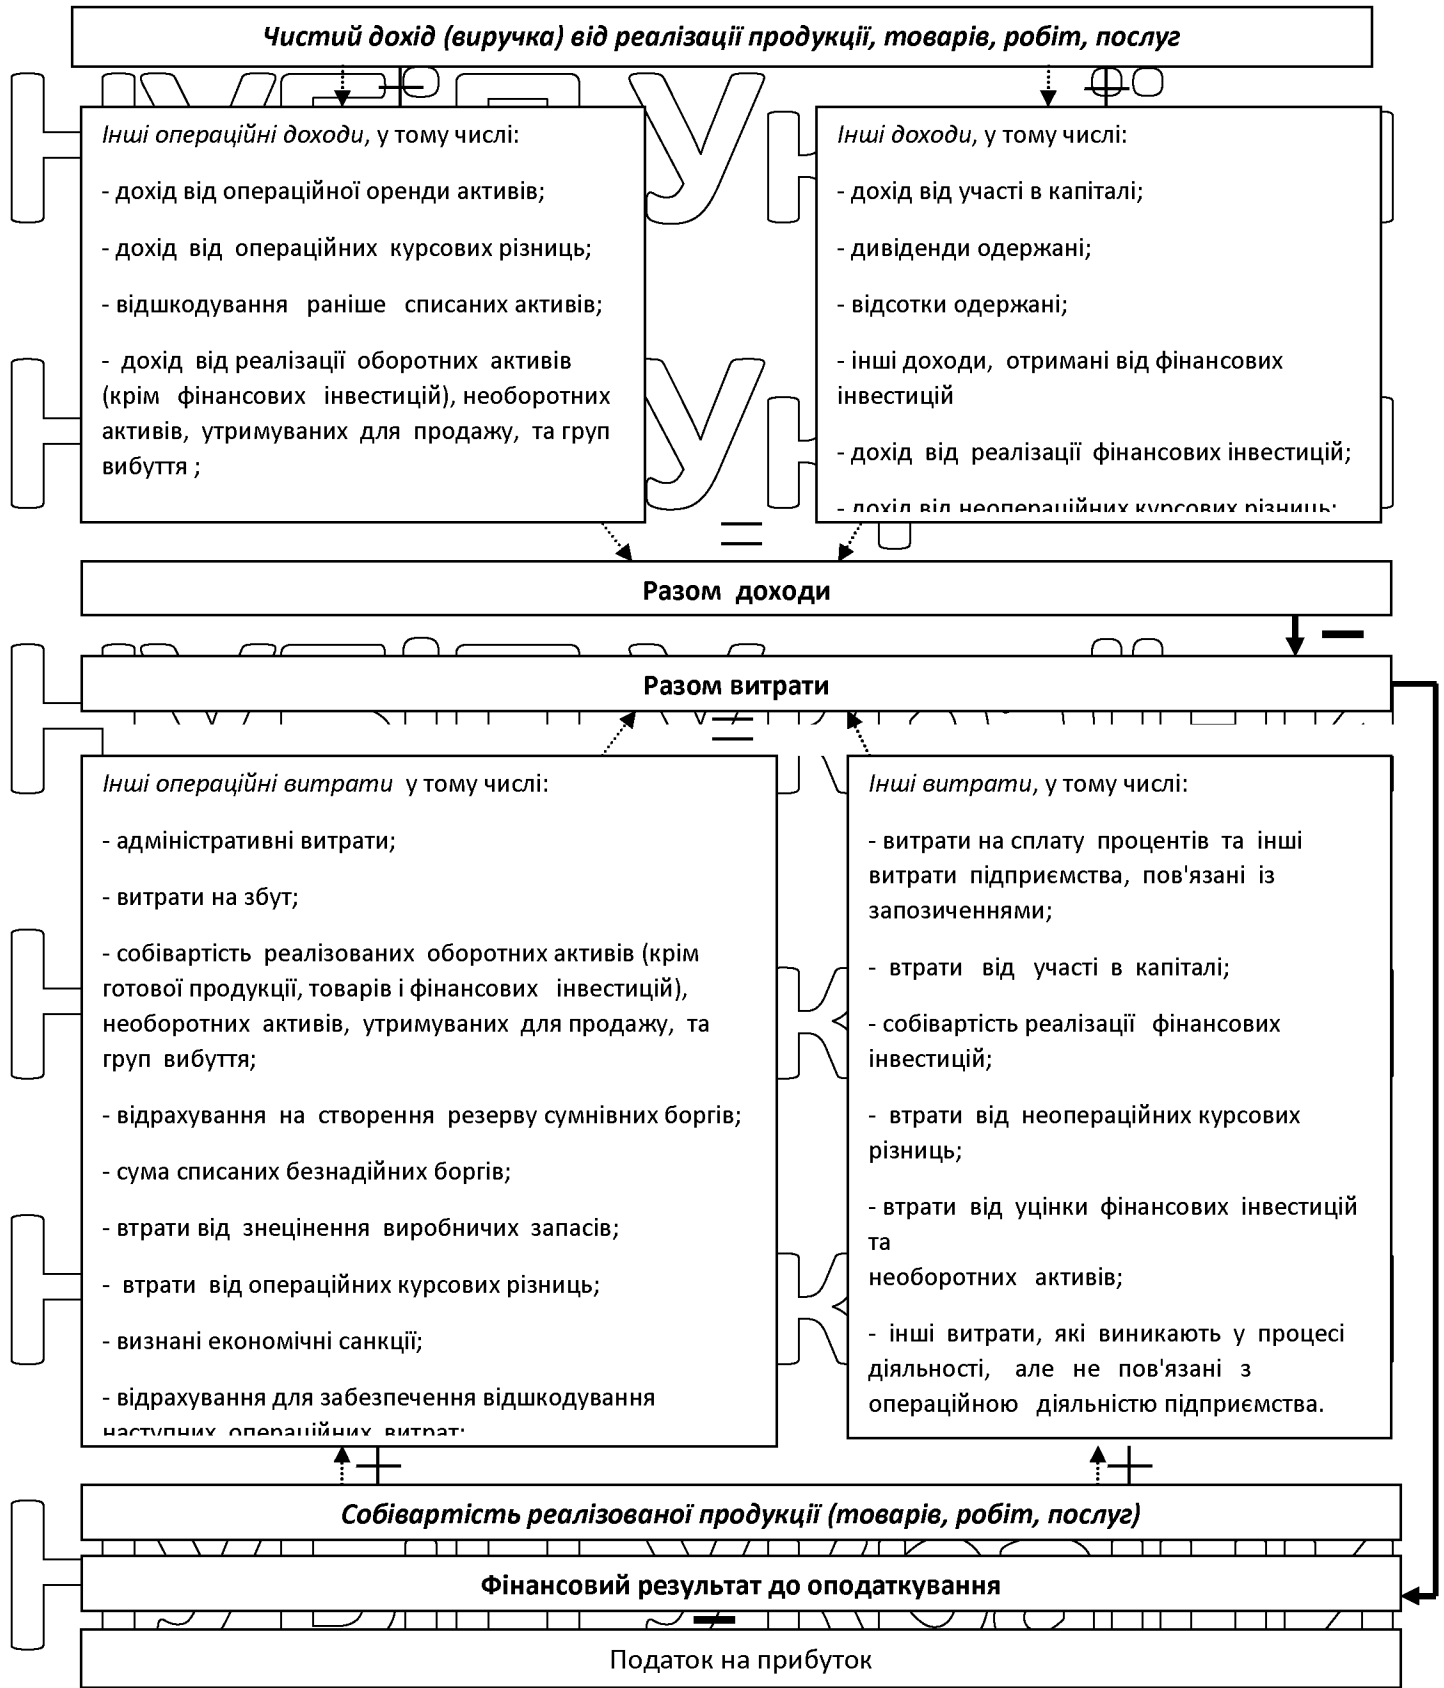 Чистий дохід (виручка) від реалізації продукції, товарів, робіт, послуг
Інші операційні доходи, у тому числі:
- дохід від операційної оренди активів;
- дохід від операційних курсових різниць;
- відшкодування раніше списаних активів;
- дохід від реалізації оборотних активів
(крім фінансових інвестицій), необоротних
активів, утримуваних для продажу, та груп
вибуття ;
Інші доходи, у тому числі:
- дохід від участі в капіталі;
- дивіденди одержані;
- відсотки одержані;
- інші доходи, отримані від фінансових
інвестицій
- дохід від реалізації фінансових інвестицій;
- дохід від неопераційних курсових різниць;
Разом доходи
Разом витрати
Інші операційні витрати у тому числі:
- адміністративні витрати;
- витрати на збут;
- собівартість реалізованих оборотних активів (крім
готової продукції, товарів і фінансових інвестицій),
необоротних активів, утримуваних для продажу, та
груп вибуття;
- відрахування на створення резерву сумнівних боргів;
- сума списаних безнадійних боргів;
- втрати від знецінення виробничих запасів;
- втрати від операційних курсових різниць;
- визнані економічні санкції;
- відрахування для забезпечення відшкодування
наступних операційних витрат;
Інші витрати, у тому числі:
- витрати на сплату процентів та інші
витрати підприємства, пов'язані із
запозиченнями;
- втрати від участі в капіталі;
- собівартість реалізації фінансових
інвестицій;
- втрати від неопераційних курсових
різниць;
- втрати від уцінки фінансових інвестицій
та
необоротних активів;
- інші витрати, які виникають у процесі
діяльності, але не пов'язані з
операційною діяльністю підприємства.
Собівартість реалізованої продукції (товарів, робіт, послуг)
Фінансовий результат до оподаткування
Податок на прибуток